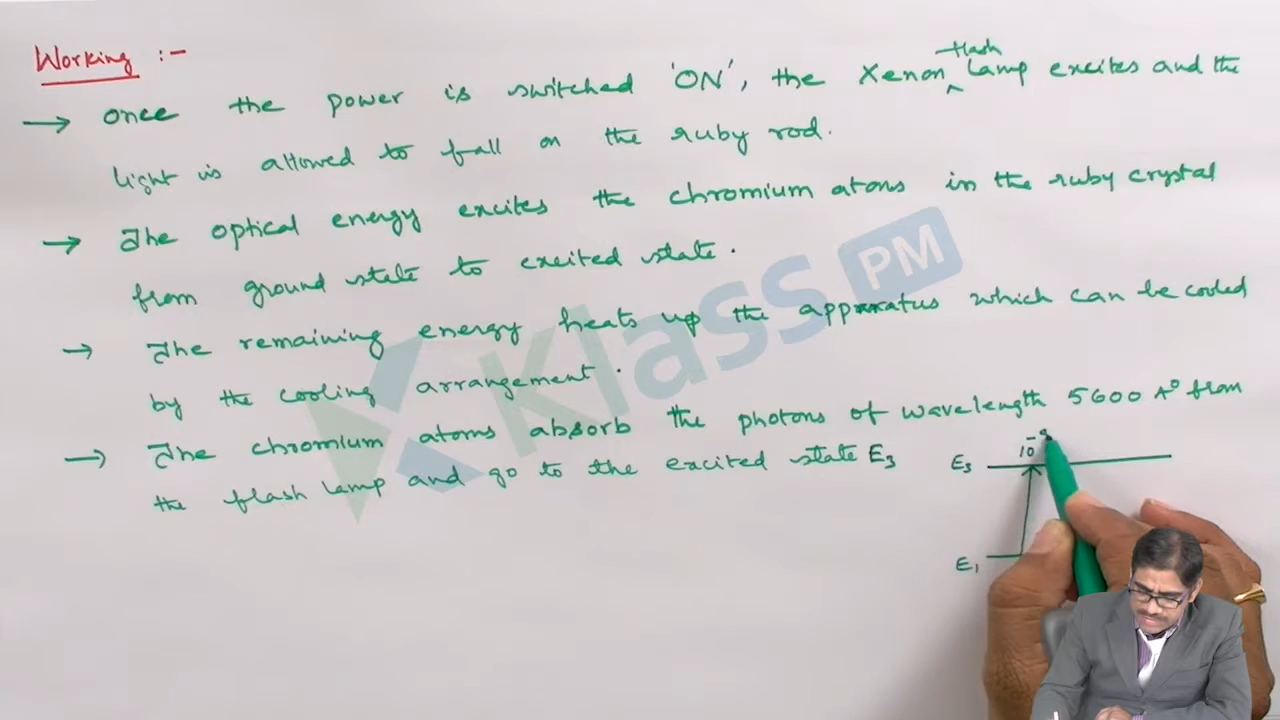 Working :-
→ Once the power is switched 'ON', the Xenon flash lamp excites and the
light is allowed to fall on the ruby rod.
→ The optical energy excites the chromium atons in the ruby crystal
from ground state to excited state.
→ The remaining energy heats up the apparatus which can be cooled
by the cooling arrangement.
→ The chromium atoms absorb the photons of wavelength 5600 A° from
the flash lamp and go to the excited state E₃
10⁻
E₃
E₁
Klass PM